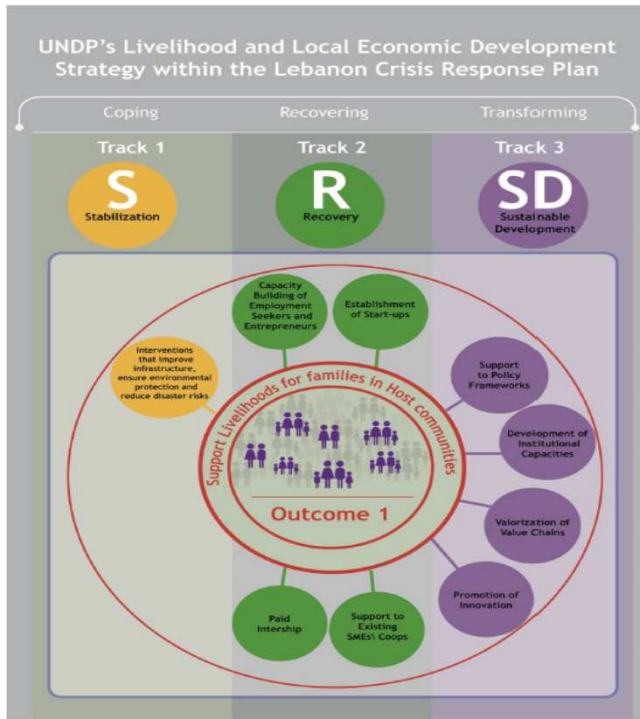 UNDP's Livelihood and Local Economic Development
Strategy within the Lebanon Crisis Response Plan
Coping
Recovering
Transforming
Track 1
Track 2
Track 3
S
Stabilization
R
Recovery
SD
Sustainable
Development
Capacity
Building of
Employment
Seekers and
Entrepreneurs
Establishment
of Start-ups
Interventions
that improve
infrastructure,
ensure environmental
protection and
reduce disaster risks
Support
to Policy
Frameworks
Support Livelihoods for families in Host communities
Development of
Institutional
Capacities
Outcome 1
Valorization of
Value Chains
Promotion of
Innovation
Paid
Intership
Support to
Existing
SMEs\ Coops